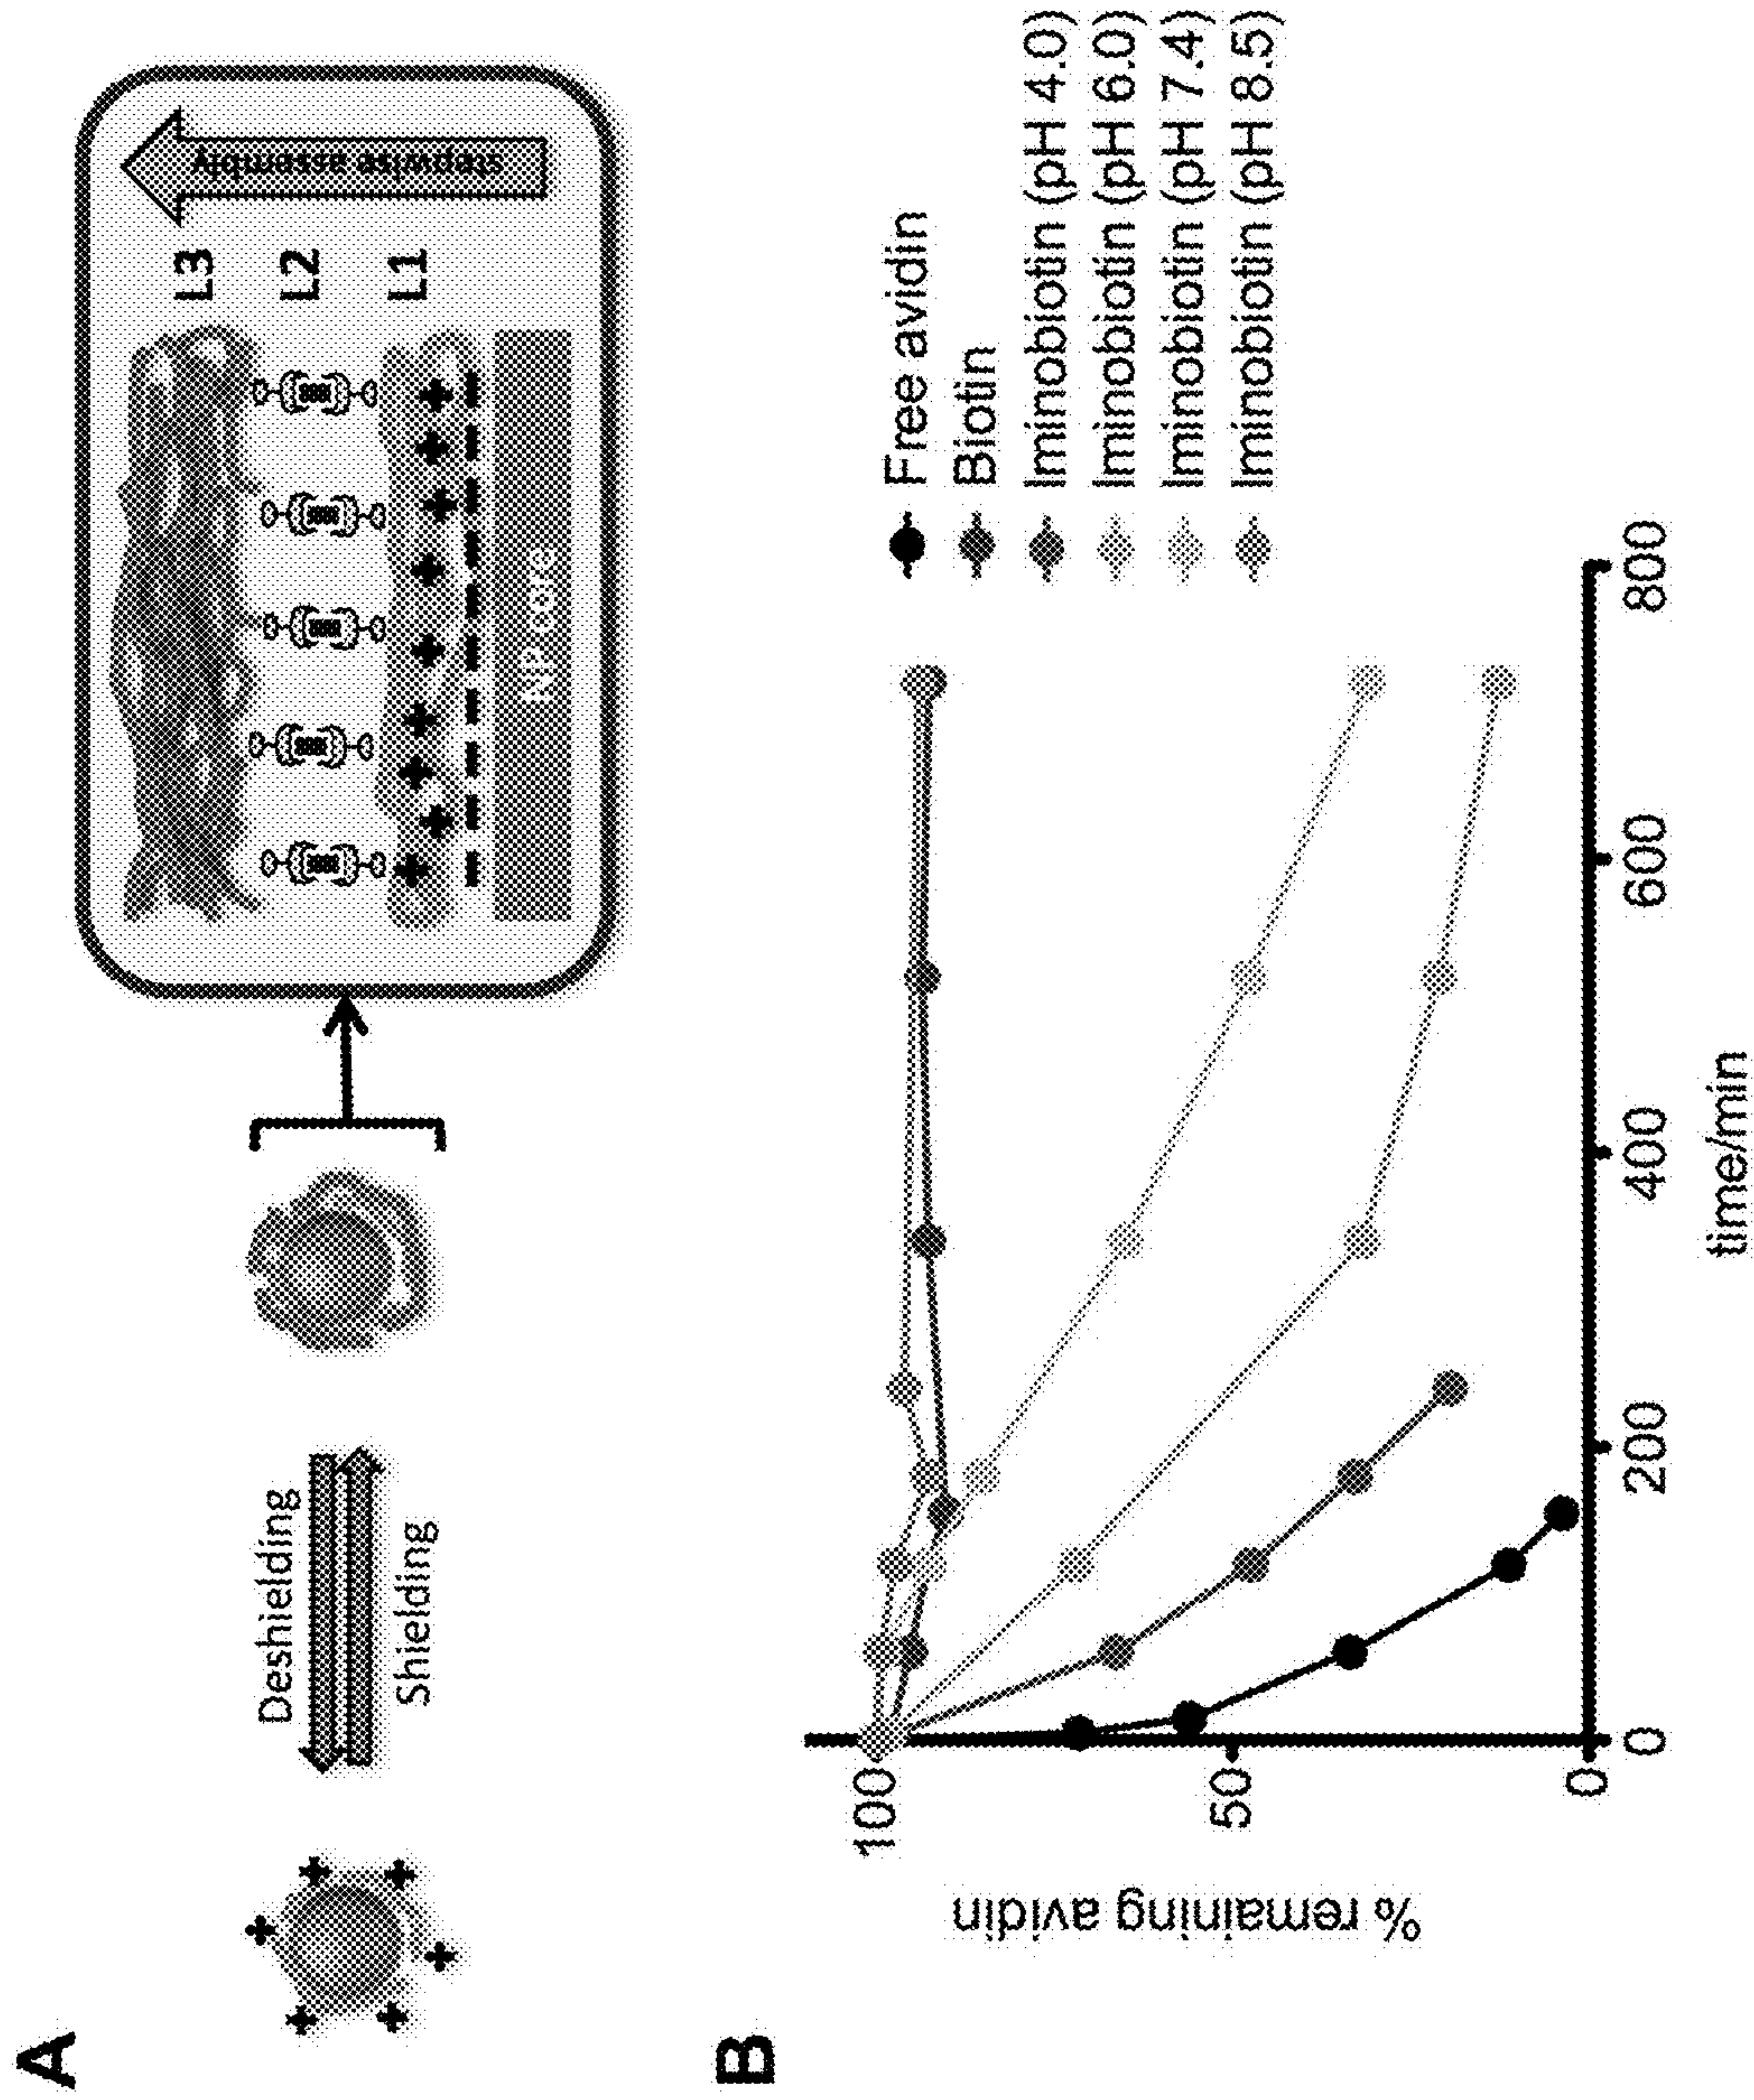 A
Deshielding
Shielding
L3
L2
L1
stepwise assembly
NPcore
B
% remaining avidin
100
50
0
0
200
400
600
800
time/min
Free avidin
Biotin
Iminobiotin (pH 4.0)
Iminobiotin (pH 6.0)
Iminobiotin (pH 7.4)
Iminobiotin (pH 8.5)